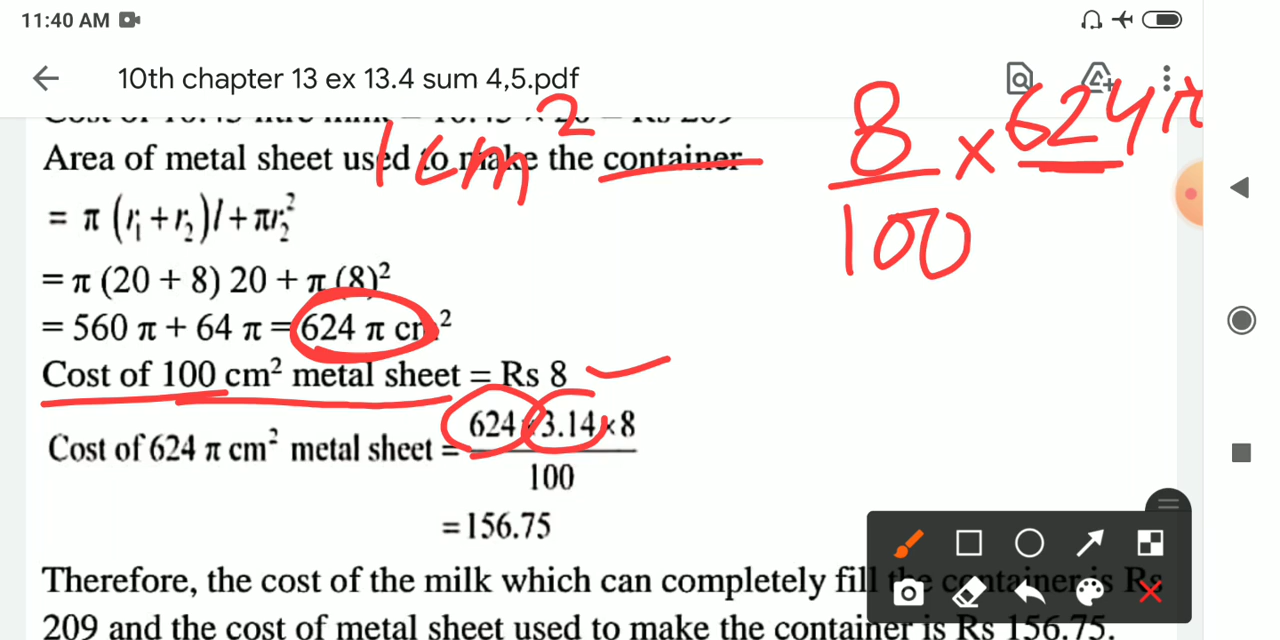 11:40 AM
10th chapter 13 ex 13.4 sum 4,5.pdf
Area of metal sheet used to make the container
1 cm²
8/100 × 624 π
= π (r₁ + r₂)l + πr₂²
= π (20 + 8) 20 + π (8)²
= 560 π + 64 π = 624 π cm²
Cost of 100 cm² metal sheet = Rs 8
Cost of 624 π cm² metal sheet = 624 × 3.14 × 8 / 100
= 156.75
Therefore, the cost of the milk which can completely fill the container is Rs
209 and the cost of metal sheet used to make the container is Rs 156.75.